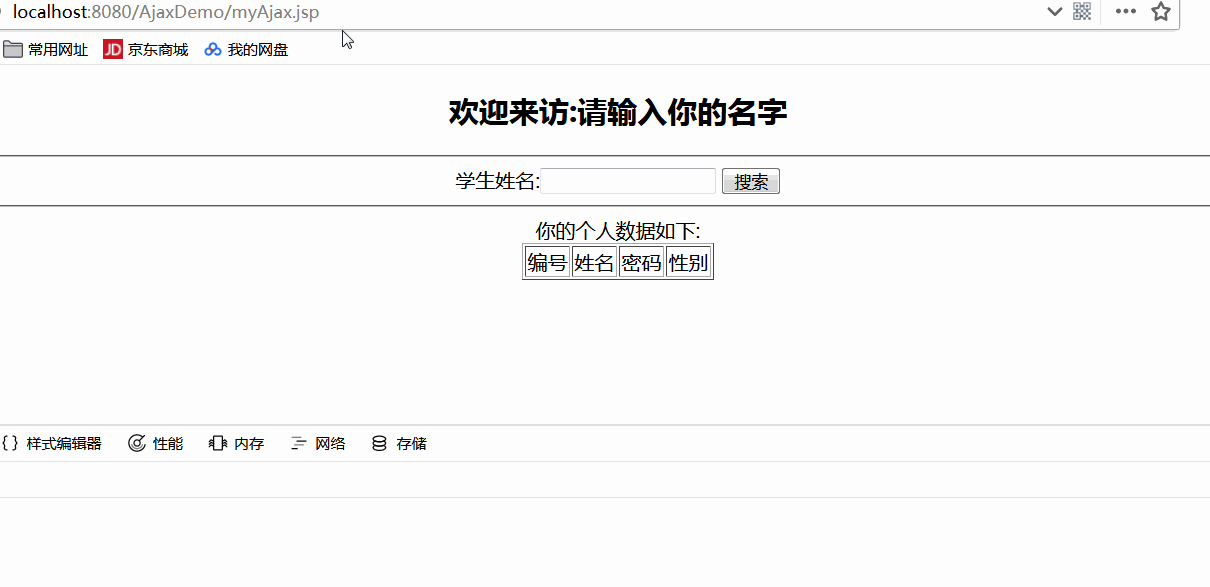 localhost:8080/AjaxDemo/myAjax.jsp
常用网址 JD 京东商城 我的网盘
欢迎来访:请输入你的名字
学生姓名: 搜索
你的个人数据如下:
编号 姓名 密码 性别
{} 样式编辑器 性能 内存 网络 存储